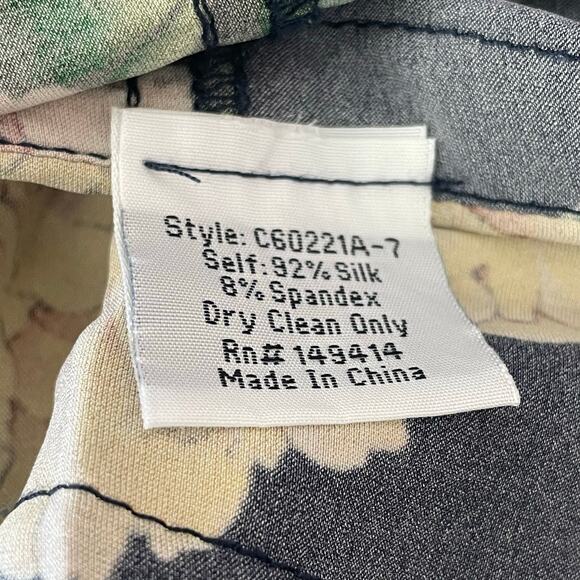 Style: C60221A-7
Self: 92% Silk
8% Spandex
Dry Clean Only
Rn# 149414
Made In China